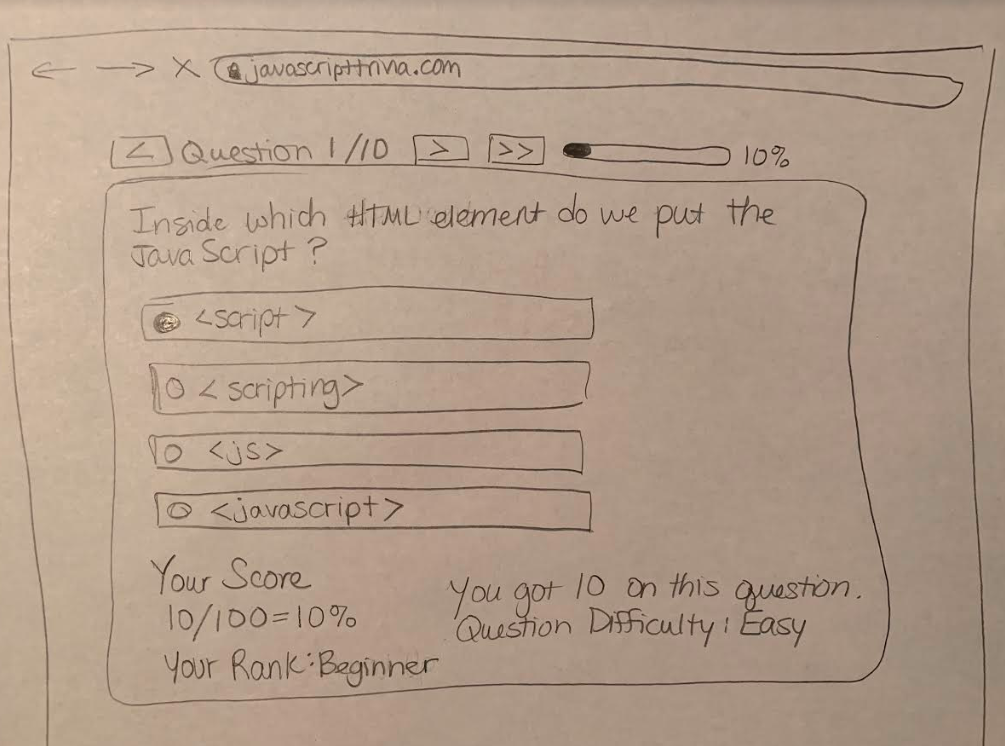 javascripttrivia.com
< Question 1/10 > >> 10%
Inside which HTML element do we put the
JavaScript?
<script>
<scripting>
<js>
<javascript>
Your Score
10/100=10%
Your Rank:Beginner
You got 10 on this question.
Question Difficulty: Easy